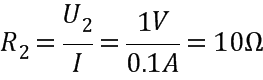 R₂ = U₂/I = 1V/0.1A = 10Ω